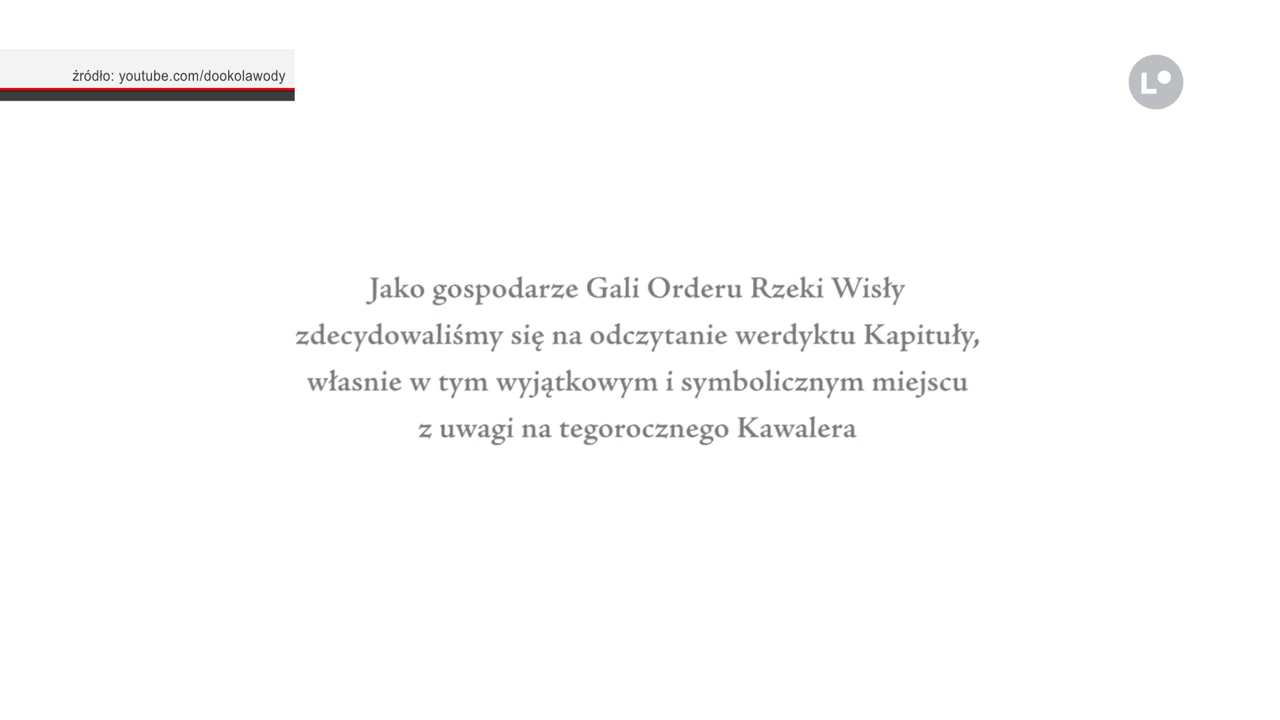 źródło: youtube.com/dookolawody
L
Jako gospodarze Gali Orderu Rzeki Wisły
zdecydowaliśmy się na odczytanie werdyktu Kapituły,
własnie w tym wyjątkowym i symbolicznym miejscu
z uwagi na tegorocznego Kawalera